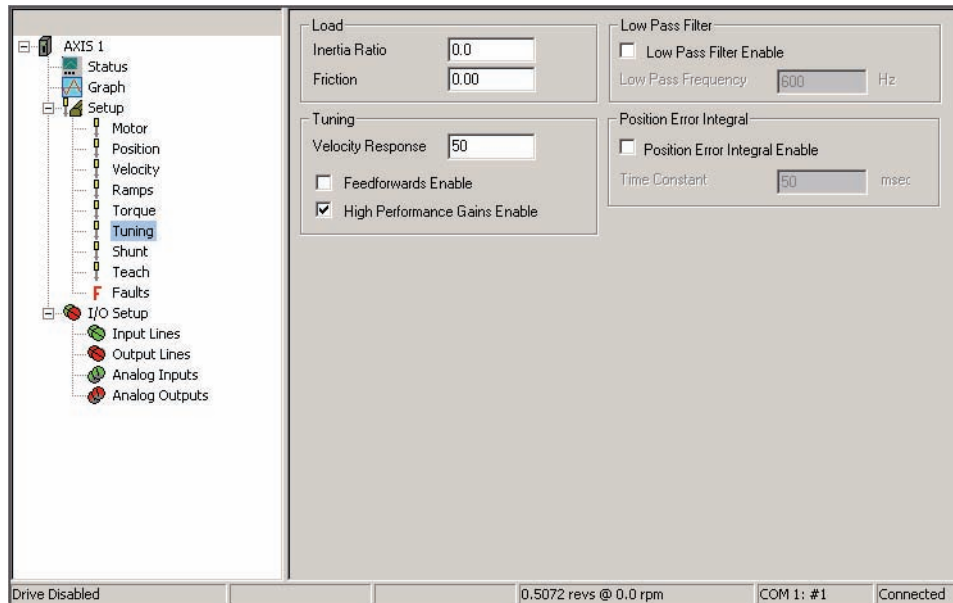 AXIS 1
Status
Graph
Setup
Motor
Position
Velocity
Ramps
Torque
Tuning
Shunt
Teach
F Faults
I/O Setup
Input Lines
Output Lines
Analog Inputs
Analog Outputs
Load
Inertia Ratio 0.0
Friction 0.00
Tuning
Velocity Response 50
Feedforwards Enable
High Performance Gains Enable
Low Pass Filter
Low Pass Filter Enable
Low Pass Frequency 600 Hz
Position Error Integral
Position Error Integral Enable
Time Constant 50 msec
Drive Disabled 0.5072 revs @ 0.0 rpm COM 1: #1 Connected